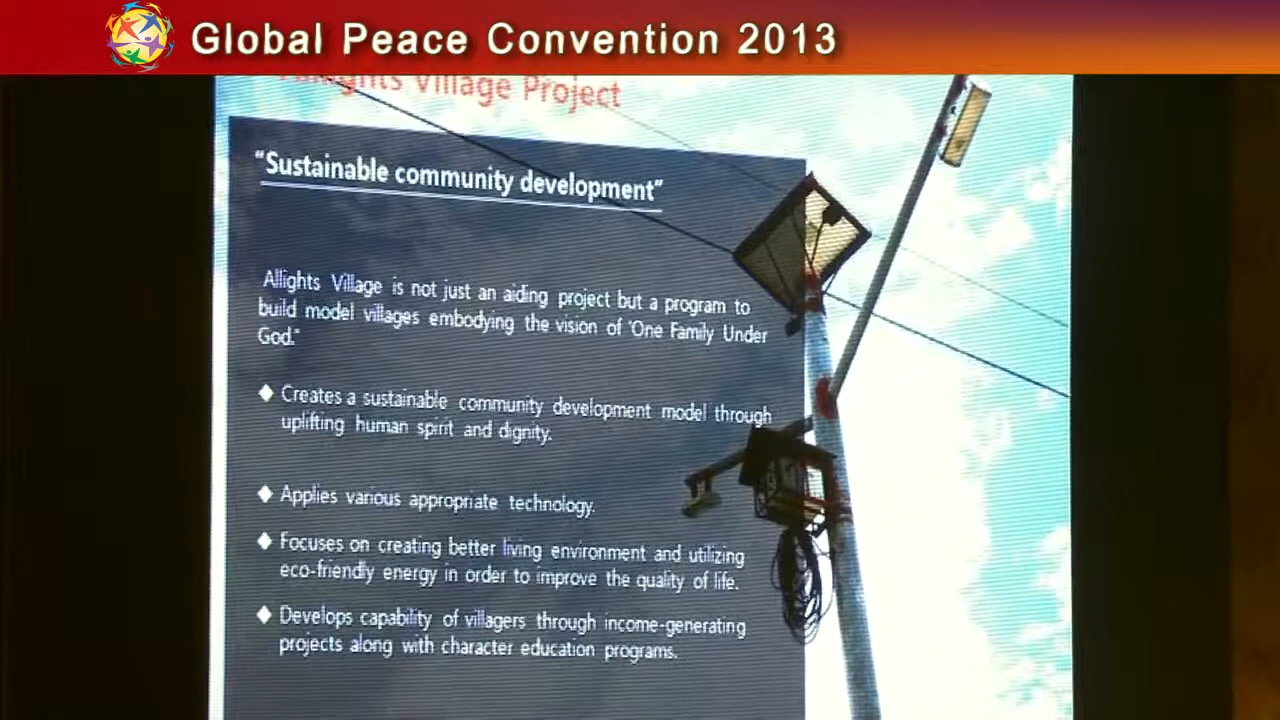 Global Peace Convention 2013
Allights Village Project
"Sustainable community development"
Allights Village is not just an aiding project but a program to
build model villages embodying the vision of 'One Family Under
God."
◆ Creates a sustainable community development model through
uplifting human spirit and dignity.
◆ Applies various appropriate technology.
◆ Focuses on creating better living environment and utilizing
eco-friendly energy in order to improve the quality of life.
◆ Develops capability of villagers through income-generating
projects along with character education programs.